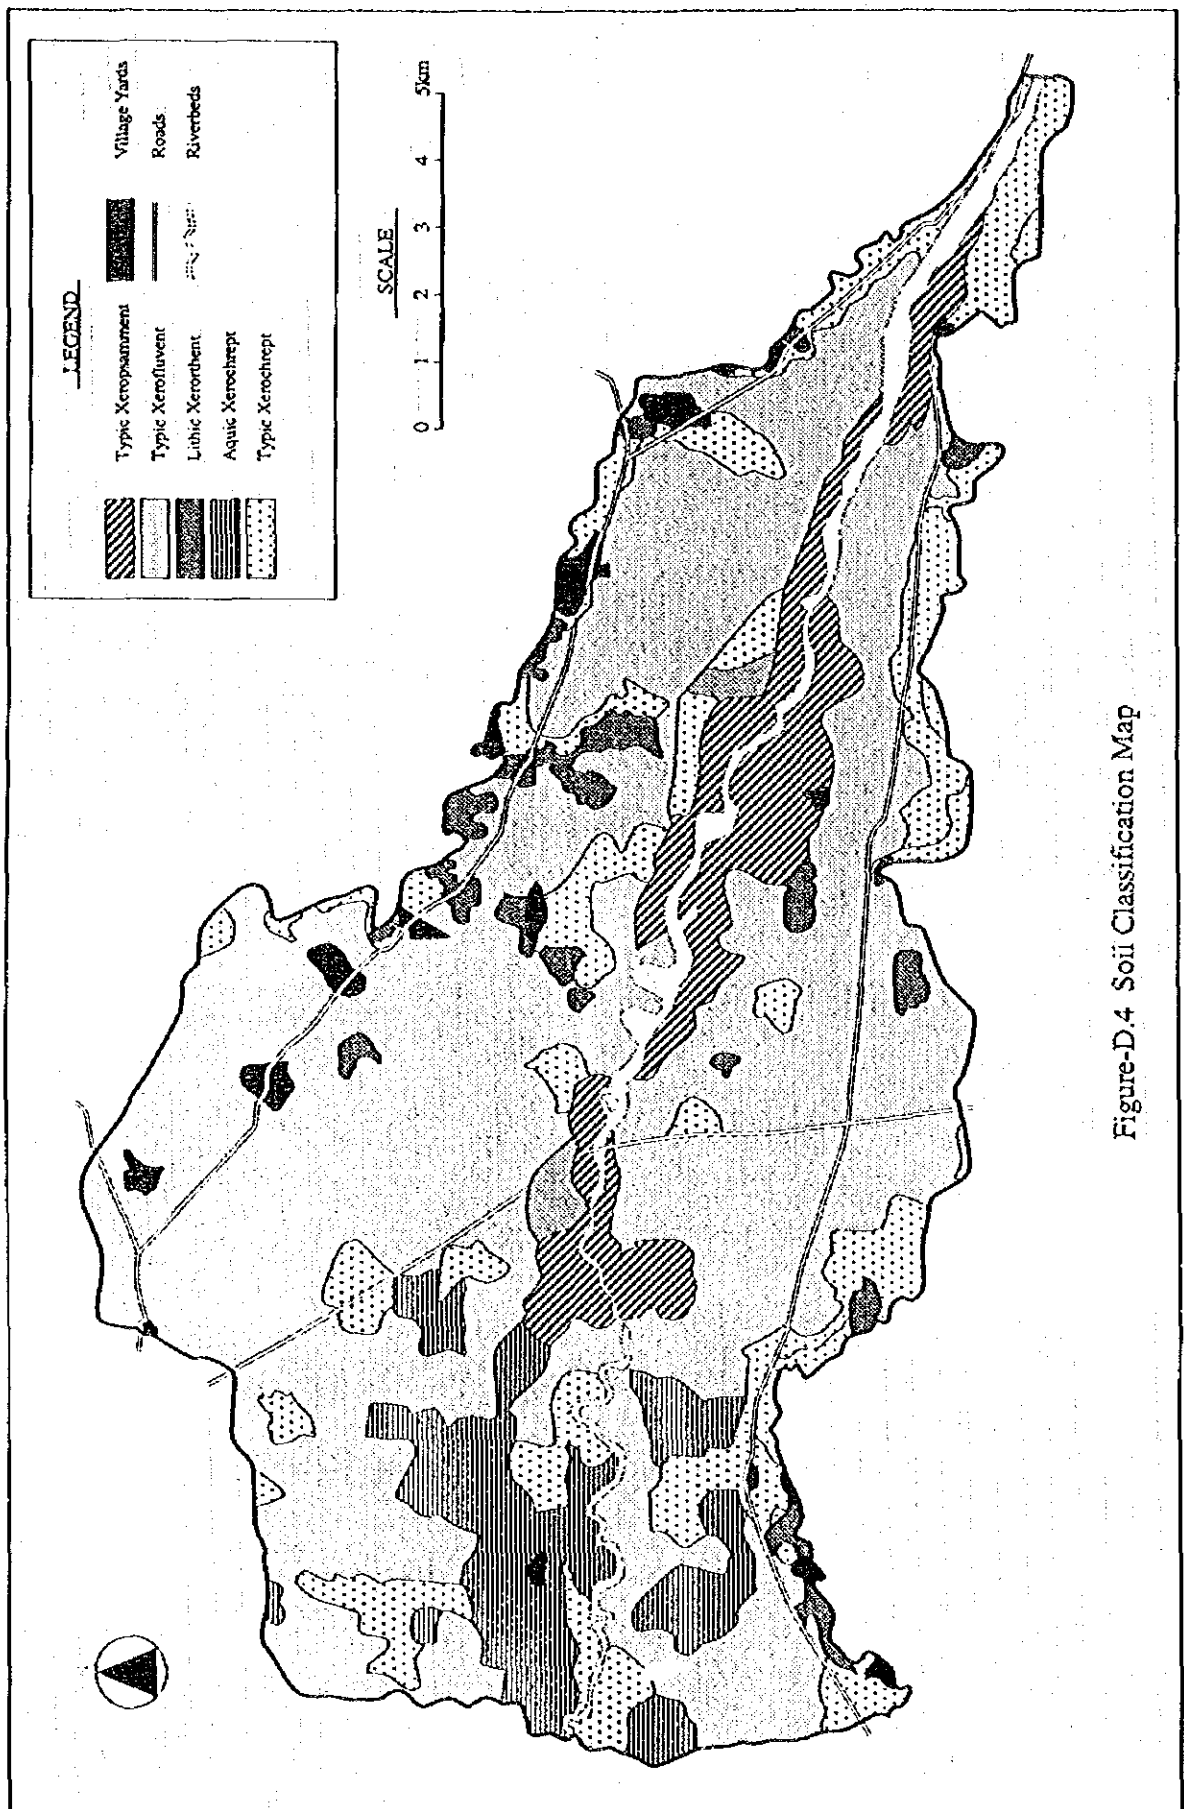 LEGEND
Typic Xeropsamment
Typic Xerofluvent
Lithic Xerorthent
Aquic Xerochrept
Typic Xerochrept
Village Yards
Roads
Riverbeds
SCALE
0 1 2 3 4 5km
Figure-D.4 Soil Classification Map